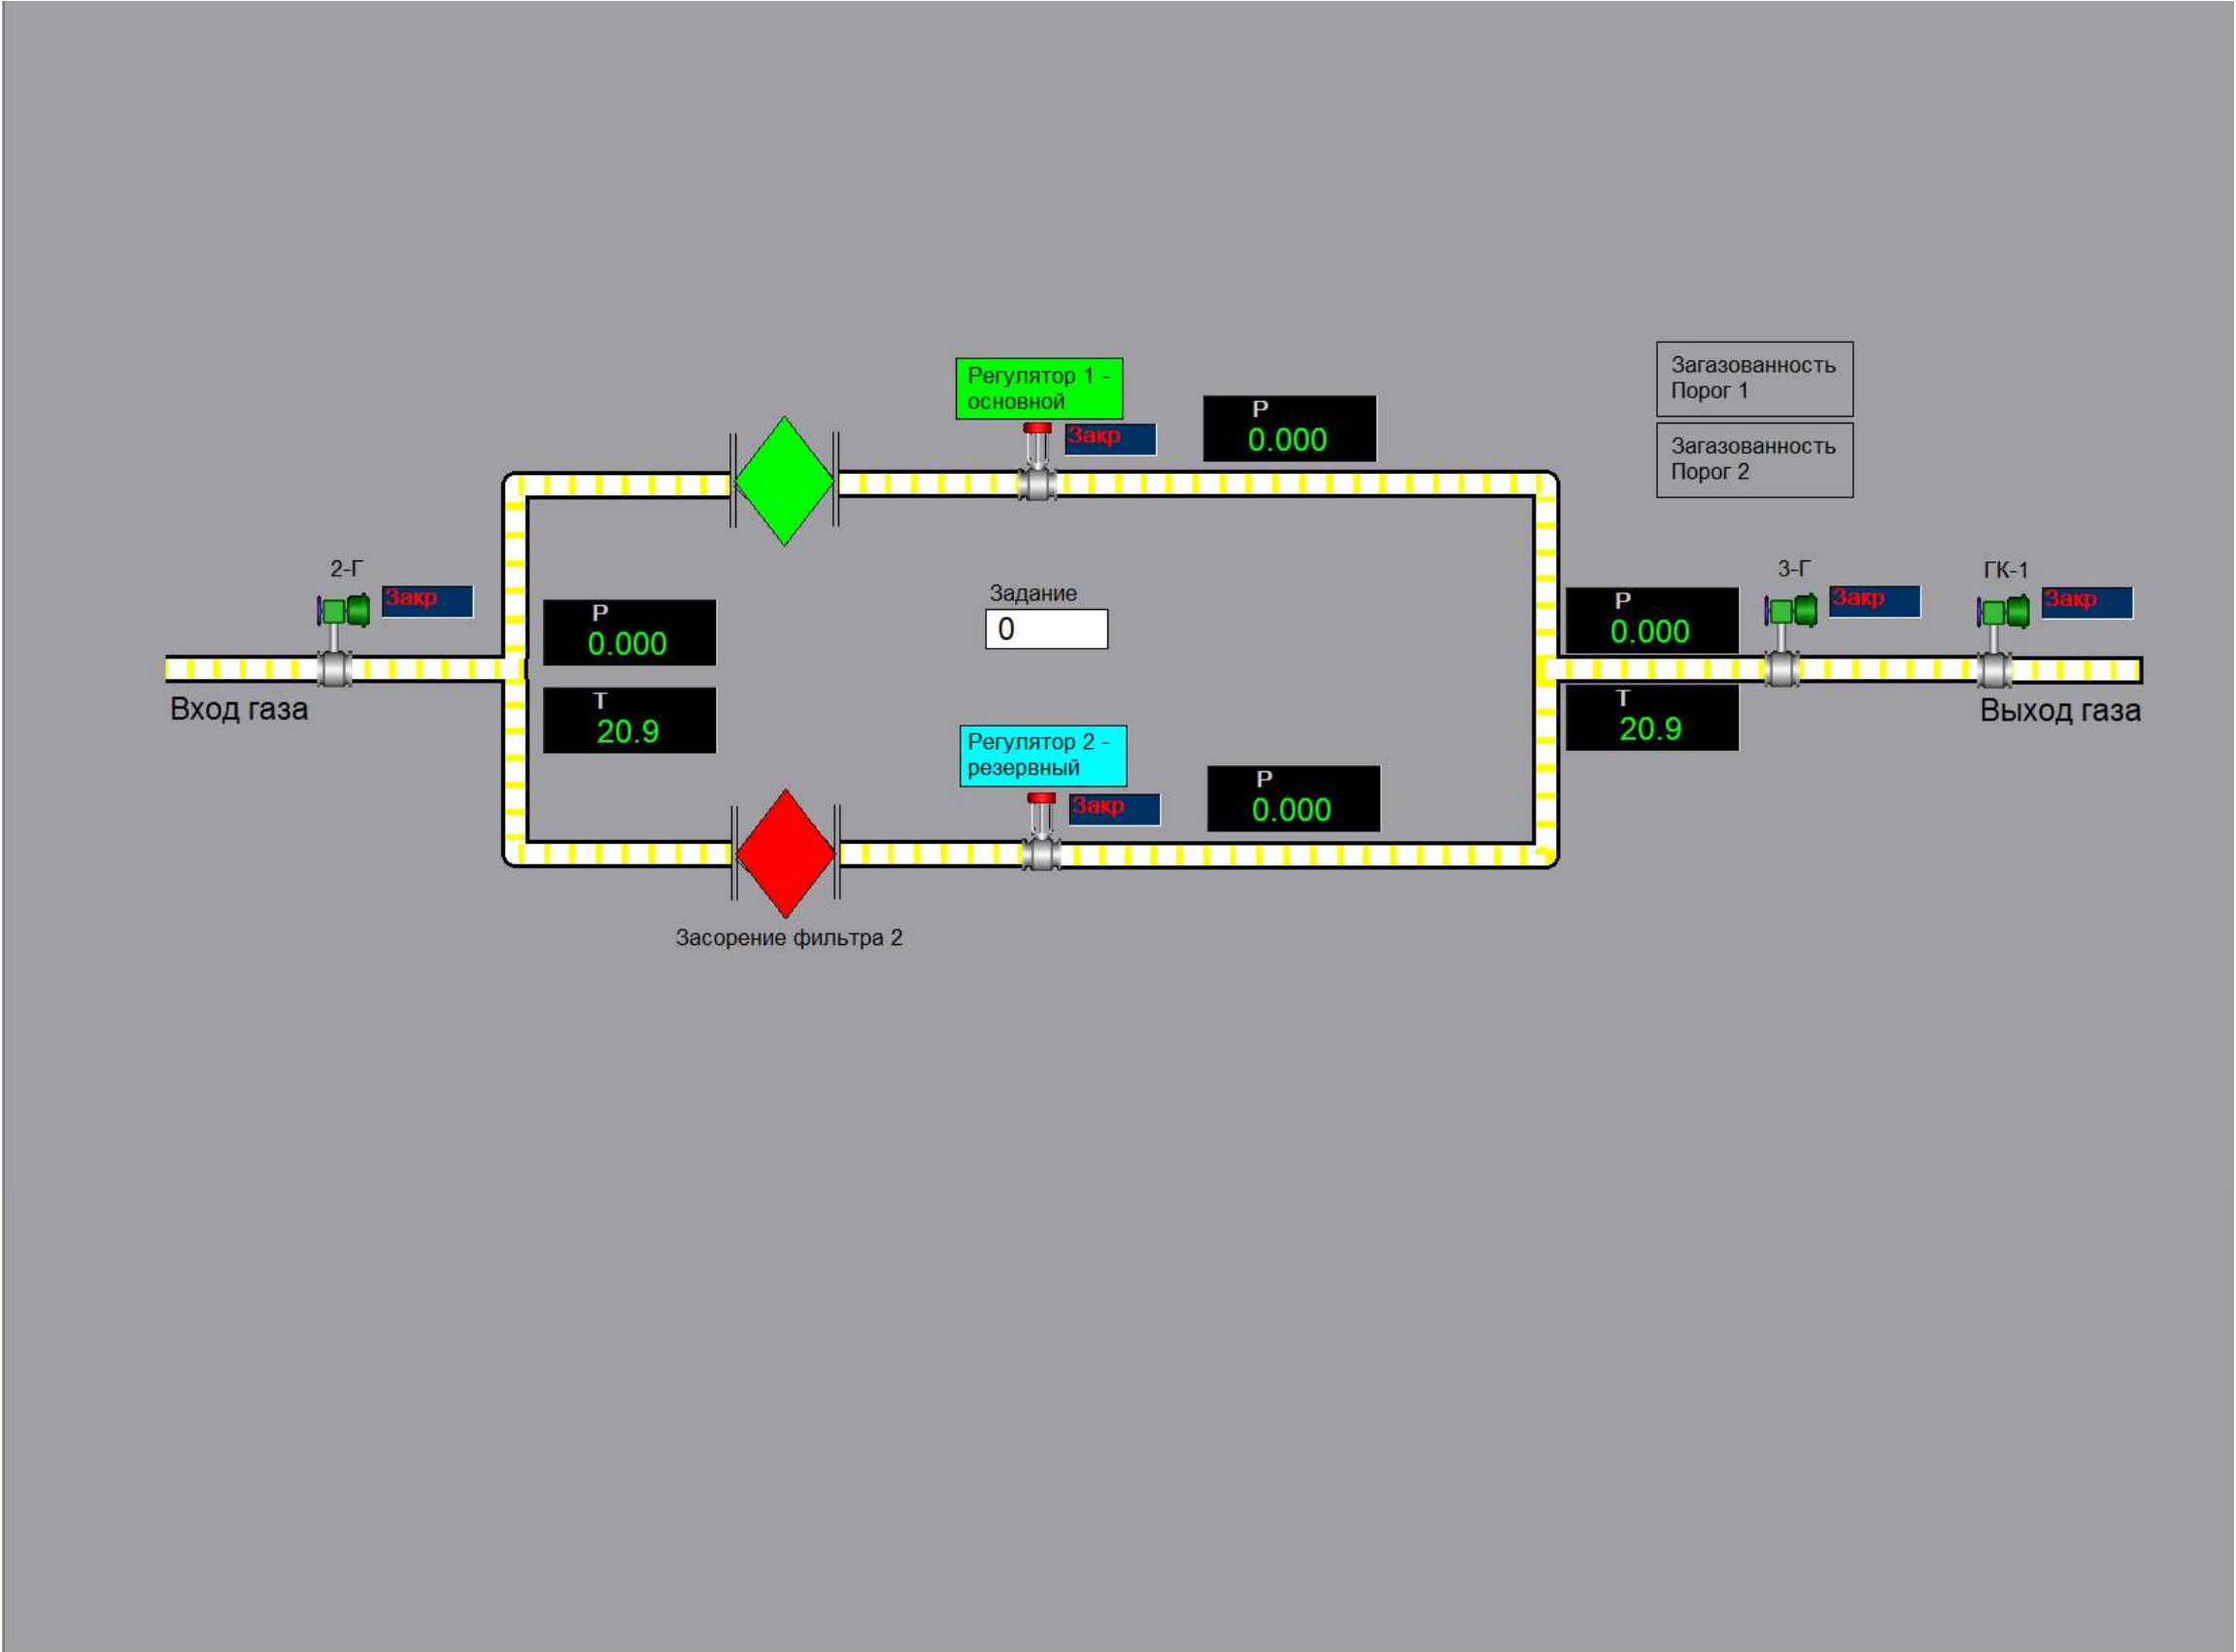 Регулятор 1 -
основной
Закр
P
0.000
Загазованность
Порог 1
Загазованность
Порог 2
2-Г
Закр
P
0.000
T
20.9
Задание
0
P
0.000
T
20.9
3-Г
Закр
ГК-1
Закр
Вход газа
Выход газа
Регулятор 2 -
резервный
Закр
P
0.000
Засорение фильтра 2